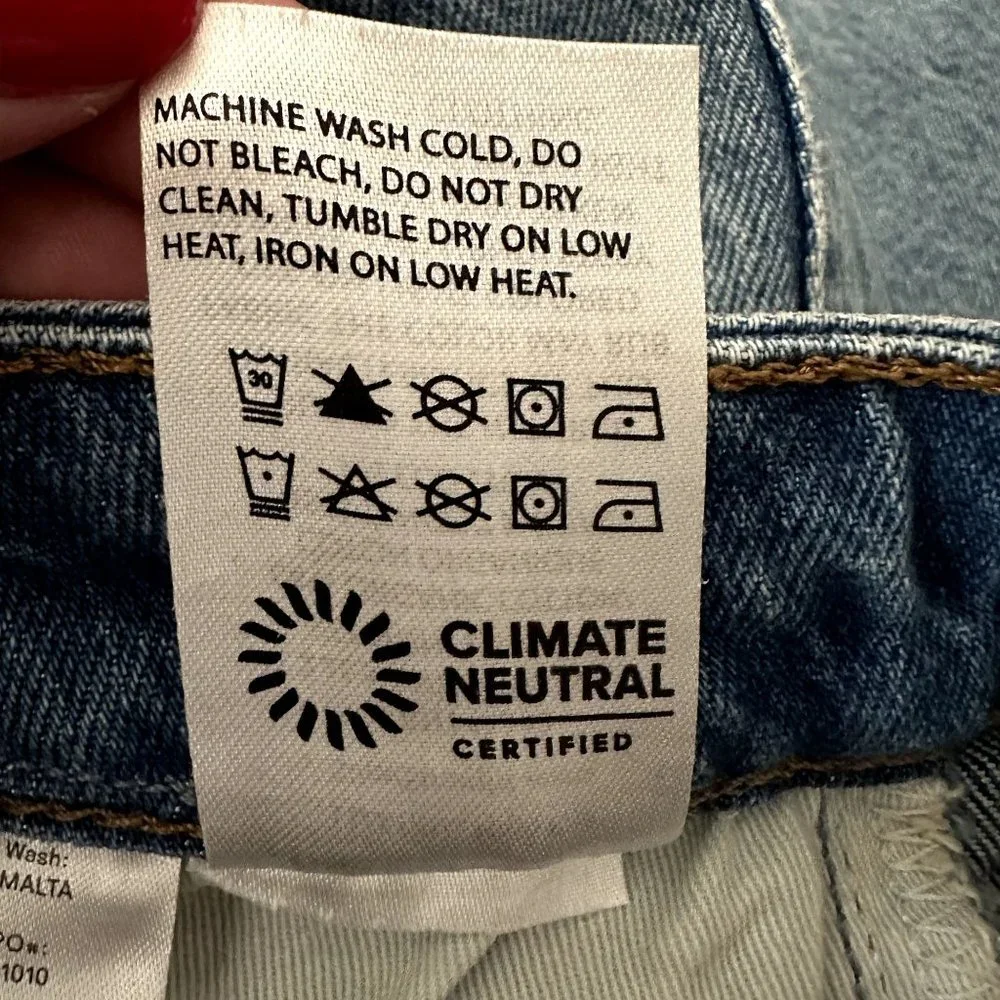 MACHINE WASH COLD, DO
NOT BLEACH, DO NOT DRY
CLEAN, TUMBLE DRY ON LOW
HEAT, IRON ON LOW HEAT.
30
CLIMATE
NEUTRAL
CERTIFIED
Wash:
MALTA
PO#:
1010